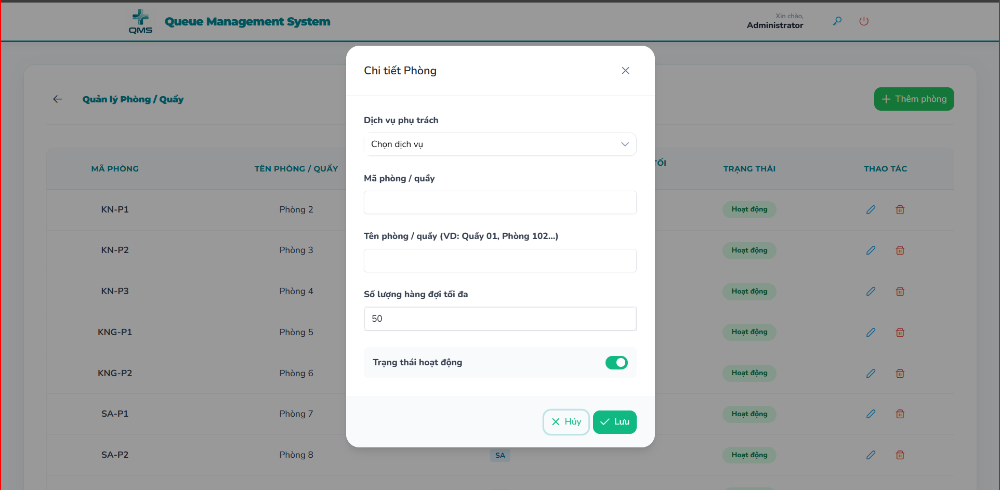 QMS
Queue Management System
Xin chào,
Administrator
Quản lý Phòng / Quầy
Thêm phòng
MÃ PHÒNG
TÊN PHÒNG / QUẦY
TỐI
TRẠNG THÁI
THAO TÁC
KN-P1
Phòng 2
Hoạt động
KN-P2
Phòng 3
Hoạt động
KN-P3
Phòng 4
Hoạt động
KNG-P1
Phòng 5
Hoạt động
KNG-P2
Phòng 6
Hoạt động
SA-P1
Phòng 7
Hoạt động
SA-P2
Phòng 8
SA
Hoạt động
Chi tiết Phòng
Dịch vụ phụ trách
Chọn dịch vụ
Mã phòng / quầy
Tên phòng / quầy (VD: Quầy 01, Phòng 102...)
Số lượng hàng đợi tối đa
50
Trạng thái hoạt động
Hủy
Lưu